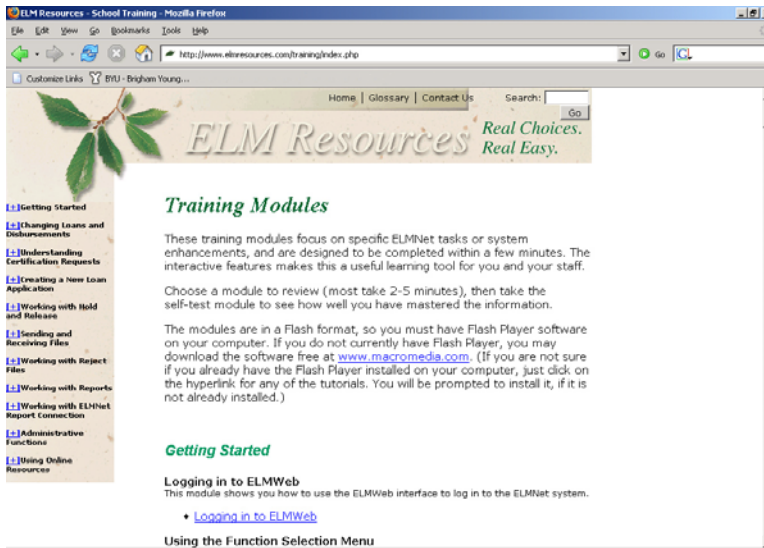 ELM Resources - School Training - Mozilla Firefox
File Edit View Go Bookmarks Tools Help
http://www.elmresources.com/training/index.php
Go
Customize Links BYU - Brigham Young...
Home | Glossary | Contact Us Search:
Go
ELM Resources
Real Choices.
Real Easy.
[+]Getting Started
[+]Changing Loans and
Disbursements
[+]Understanding
Certification Requests
[+]Creating a New Loan
Application
[+]Working with Hold
and Release
[+]Sending and
Receiving Files
[+]Working with Reject
Files
[+]Working with Reports
[+]Working with ELMNet
Report Connection
[+]Administrative
Functions
[+]Using Online
Resources
Training Modules
These training modules focus on specific ELMNet tasks or system
enhancements, and are designed to be completed within a few minutes. The
interactive features makes this a useful learning tool for you and your staff.
Choose a module to review (most take 2-5 minutes), then take the
self-test module to see how well you have mastered the information.
The modules are in a Flash format, so you must have Flash Player software
on your computer. If you do not currently have Flash Player, you may
download the software free at www.macromedia.com. (If you are not sure
if you already have the Flash Player installed on your computer, just click on
the hyperlink for any of the tutorials. You will be prompted to install it, if it is
not already installed.)
Getting Started
Logging in to ELMWeb
This module shows you how to use the ELMWeb interface to log in to the ELMNet system.
Logging in to ELMWeb
Using the Function Selection Menu